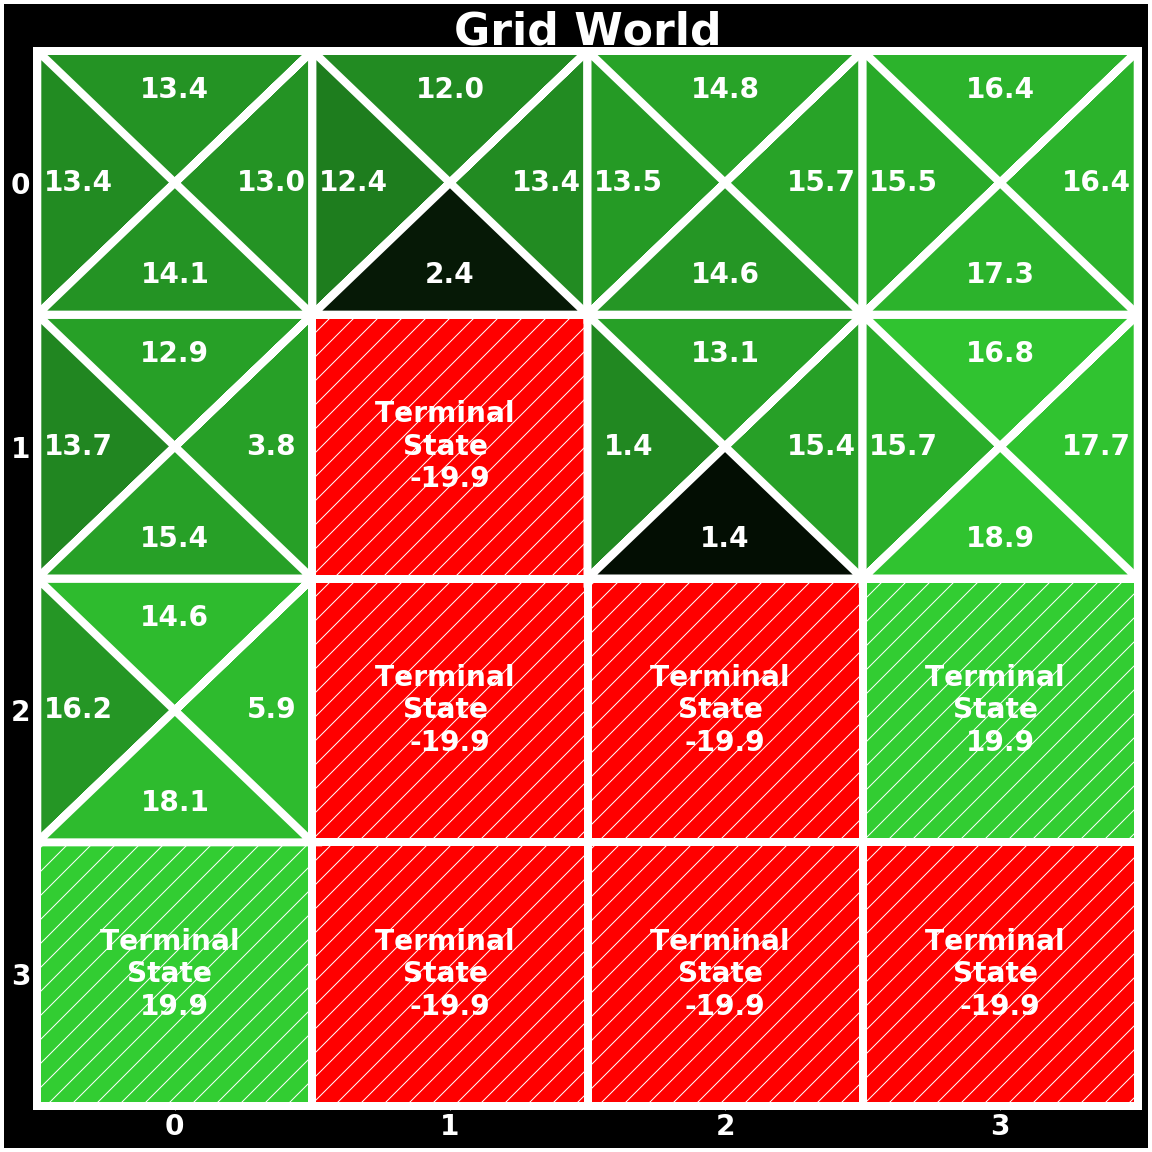 Grid World
13.4
12.0
14.8
16.4
0
13.4
13.0
12.4
13.4
13.5
15.7
15.5
16.4
14.1
2.4
14.6
17.3
12.9
13.1
16.8
Terminal
State
-19.9
1
13.7
3.8
1.4
15.4
15.7
17.7
15.4
1.4
18.9
14.6
Terminal
State
-19.9
Terminal
State
-19.9
Terminal
State
19.9
2
16.2
5.9
18.1
3
Terminal
State
19.9
Terminal
State
-19.9
Terminal
State
-19.9
Terminal
State
-19.9
0
1
2
3